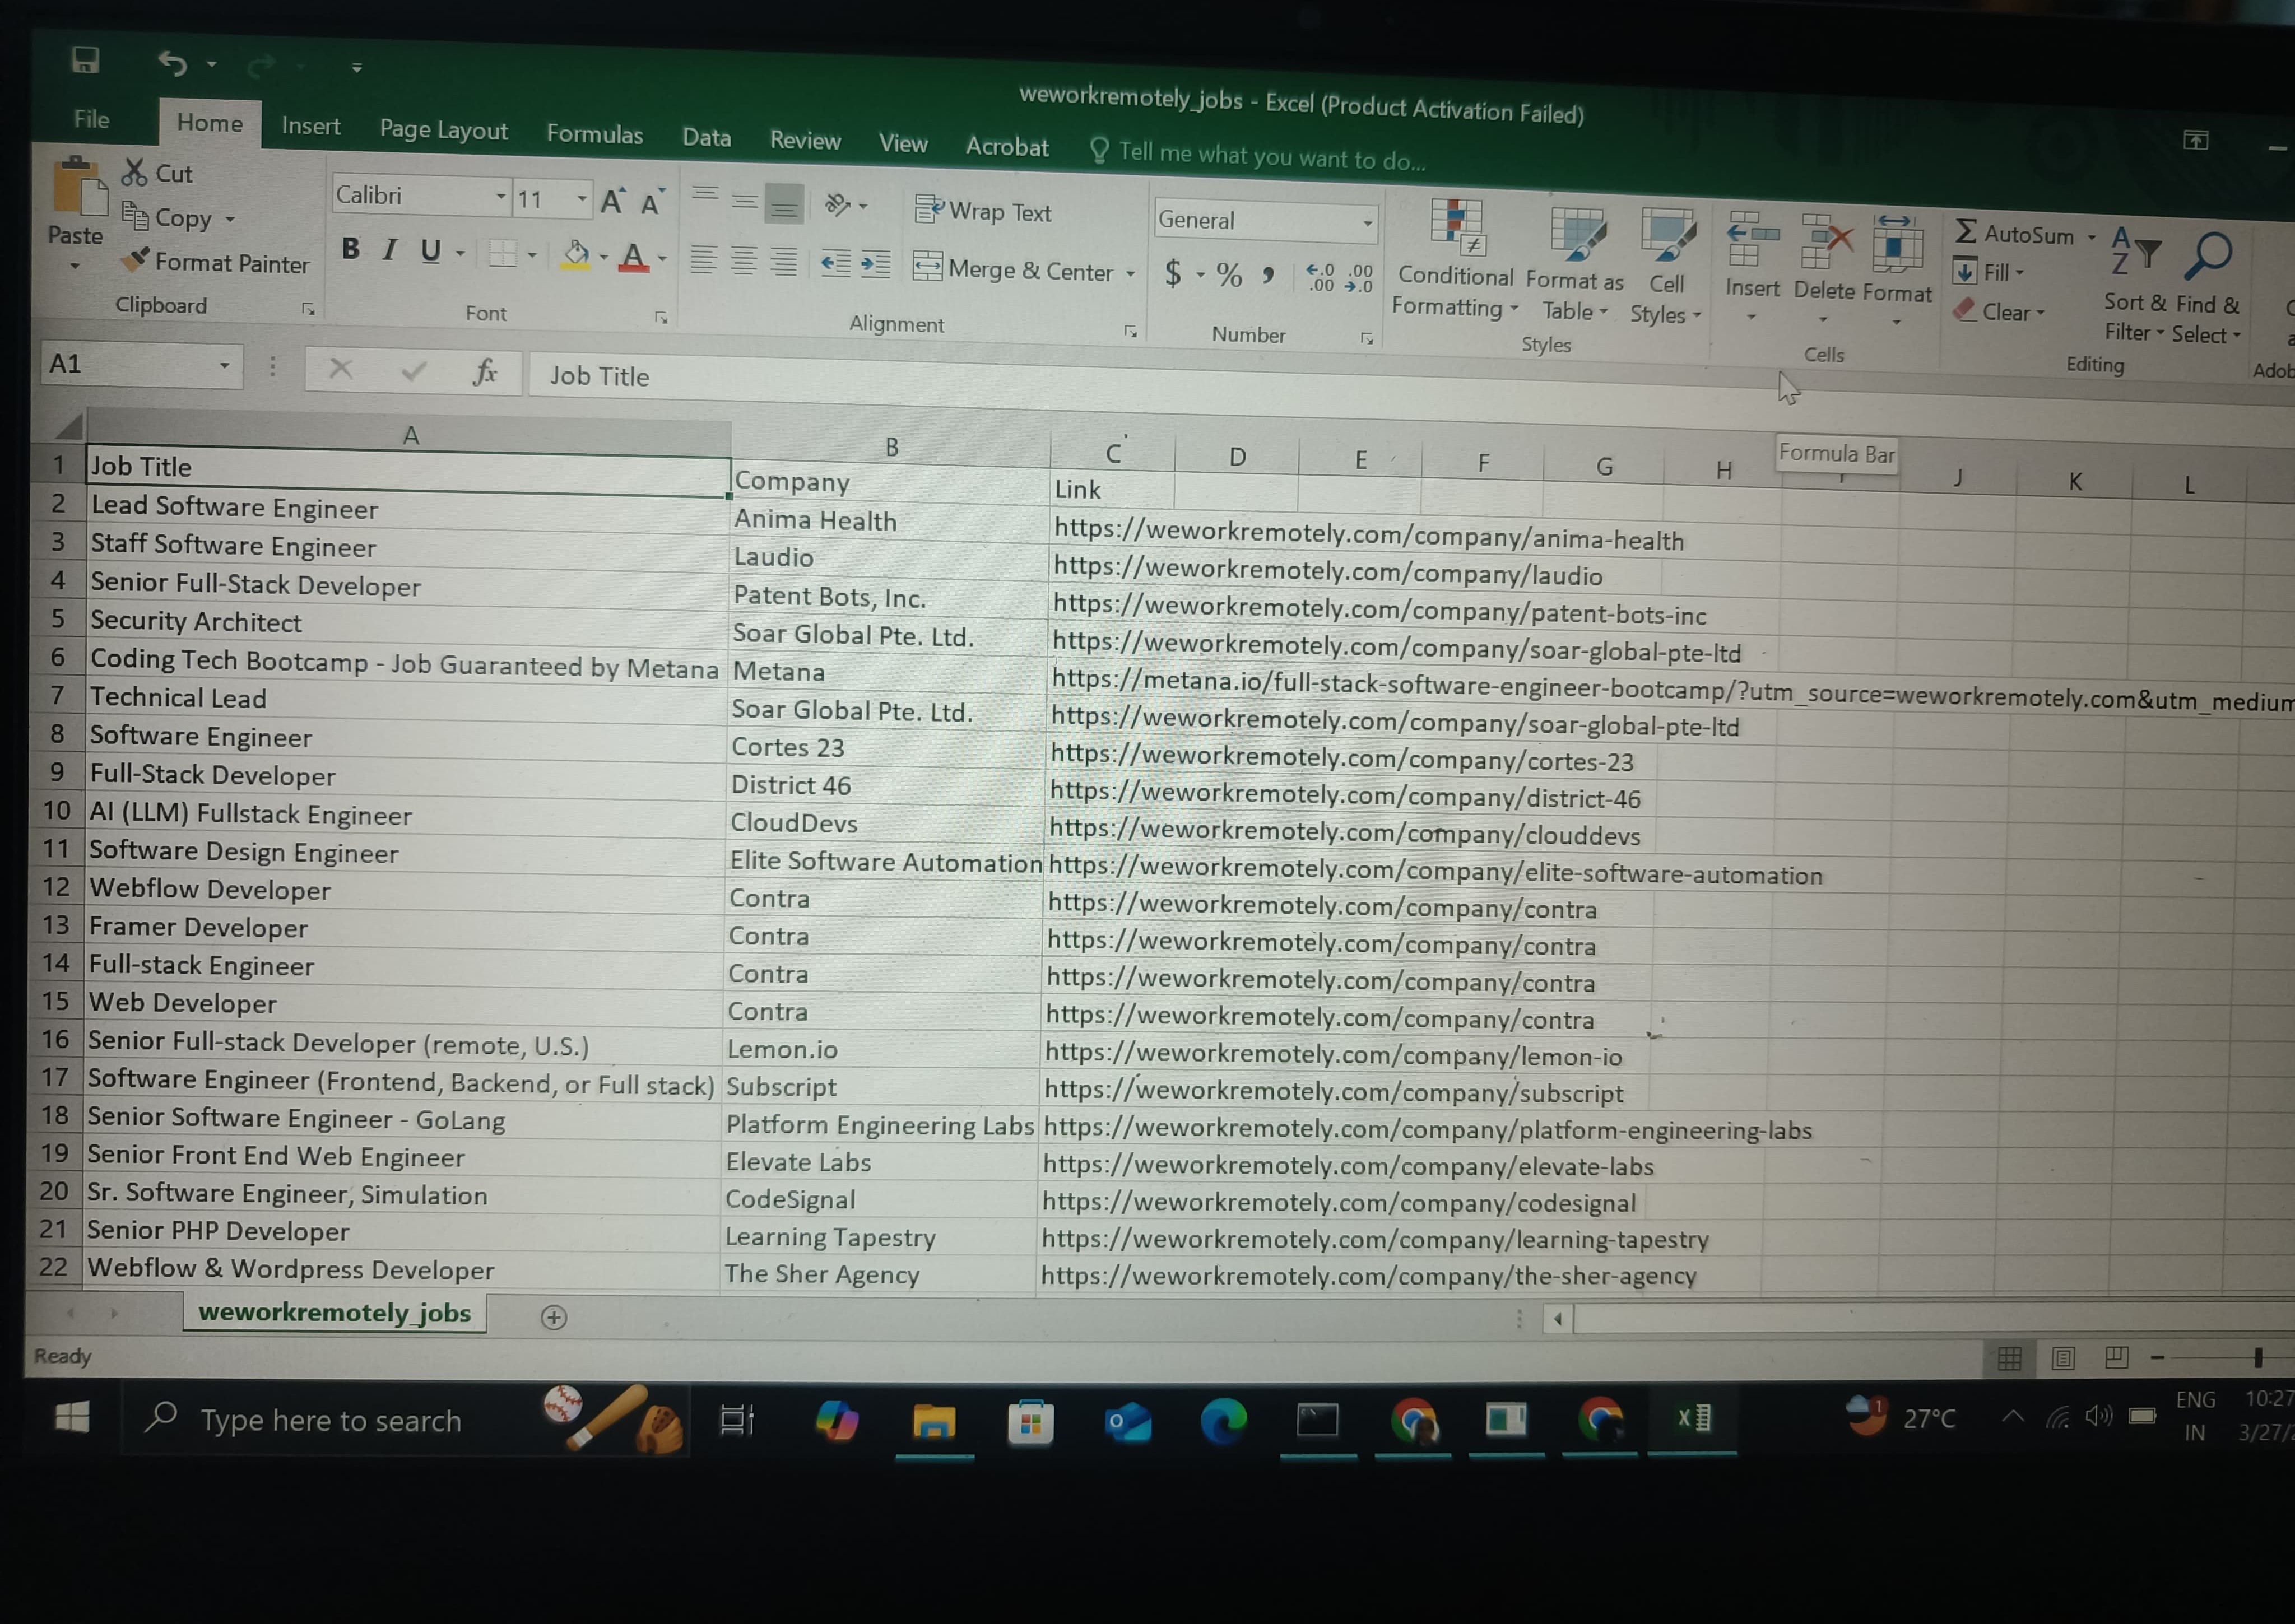 weworkremotely_jobs - Excel (Product Activation Failed)
File Home Insert Page Layout Formulas Data Review View Acrobat Tell me what you want to do...
Paste Cut Copy Format Painter Clipboard
Calibri 11 A A B I U A Font
Wrap Text Merge & Center Alignment
General $ % , .0 .00 .00 .0 Number
Conditional Formatting Format as Table Cell Styles Styles
Insert Delete Format Cells
AutoSum Fill Clear Sort & Filter Find & Select Editing
A1 fx Job Title
Formula Bar
A B C D E F G H J K L
1 Job Title Company Link
2 Lead Software Engineer Anima Health https://weworkremotely.com/company/anima-health
3 Staff Software Engineer Laudio https://weworkremotely.com/company/laudio
4 Senior Full-Stack Developer Patent Bots, Inc. https://weworkremotely.com/company/patent-bots-inc
5 Security Architect Soar Global Pte. Ltd. https://weworkremotely.com/company/soar-global-pte-ltd
6 Coding Tech Bootcamp - Job Guaranteed by Metana Metana https://metana.io/full-stack-software-engineer-bootcamp/?utm_source=weworkremotely.com&utm_medium
7 Technical Lead Soar Global Pte. Ltd. https://weworkremotely.com/company/soar-global-pte-ltd
8 Software Engineer Cortes 23 https://weworkremotely.com/company/cortes-23
9 Full-Stack Developer District 46 https://weworkremotely.com/company/district-46
10 AI (LLM) Fullstack Engineer CloudDevs https://weworkremotely.com/company/clouddevs
11 Software Design Engineer Elite Software Automation https://weworkremotely.com/company/elite-software-automation
12 Webflow Developer Contra https://weworkremotely.com/company/contra
13 Framer Developer Contra https://weworkremotely.com/company/contra
14 Full-stack Engineer Contra https://weworkremotely.com/company/contra
15 Web Developer Contra https://weworkremotely.com/company/contra
16 Senior Full-stack Developer (remote, U.S.) Lemon.io https://weworkremotely.com/company/lemon-io
17 Software Engineer (Frontend, Backend, or Full stack) Subscript https://weworkremotely.com/company/subscript
18 Senior Software Engineer - GoLang Platform Engineering Labs https://weworkremotely.com/company/platform-engineering-labs
19 Senior Front End Web Engineer Elevate Labs https://weworkremotely.com/company/elevate-labs
20 Sr. Software Engineer, Simulation CodeSignal https://weworkremotely.com/company/codesignal
21 Senior PHP Developer Learning Tapestry https://weworkremotely.com/company/learning-tapestry
22 Webflow & Wordpress Developer The Sher Agency https://weworkremotely.com/company/the-sher-agency
weworkremotely_jobs
Ready
Type here to search 1 27°C ENG 10:27
IN 3/27/